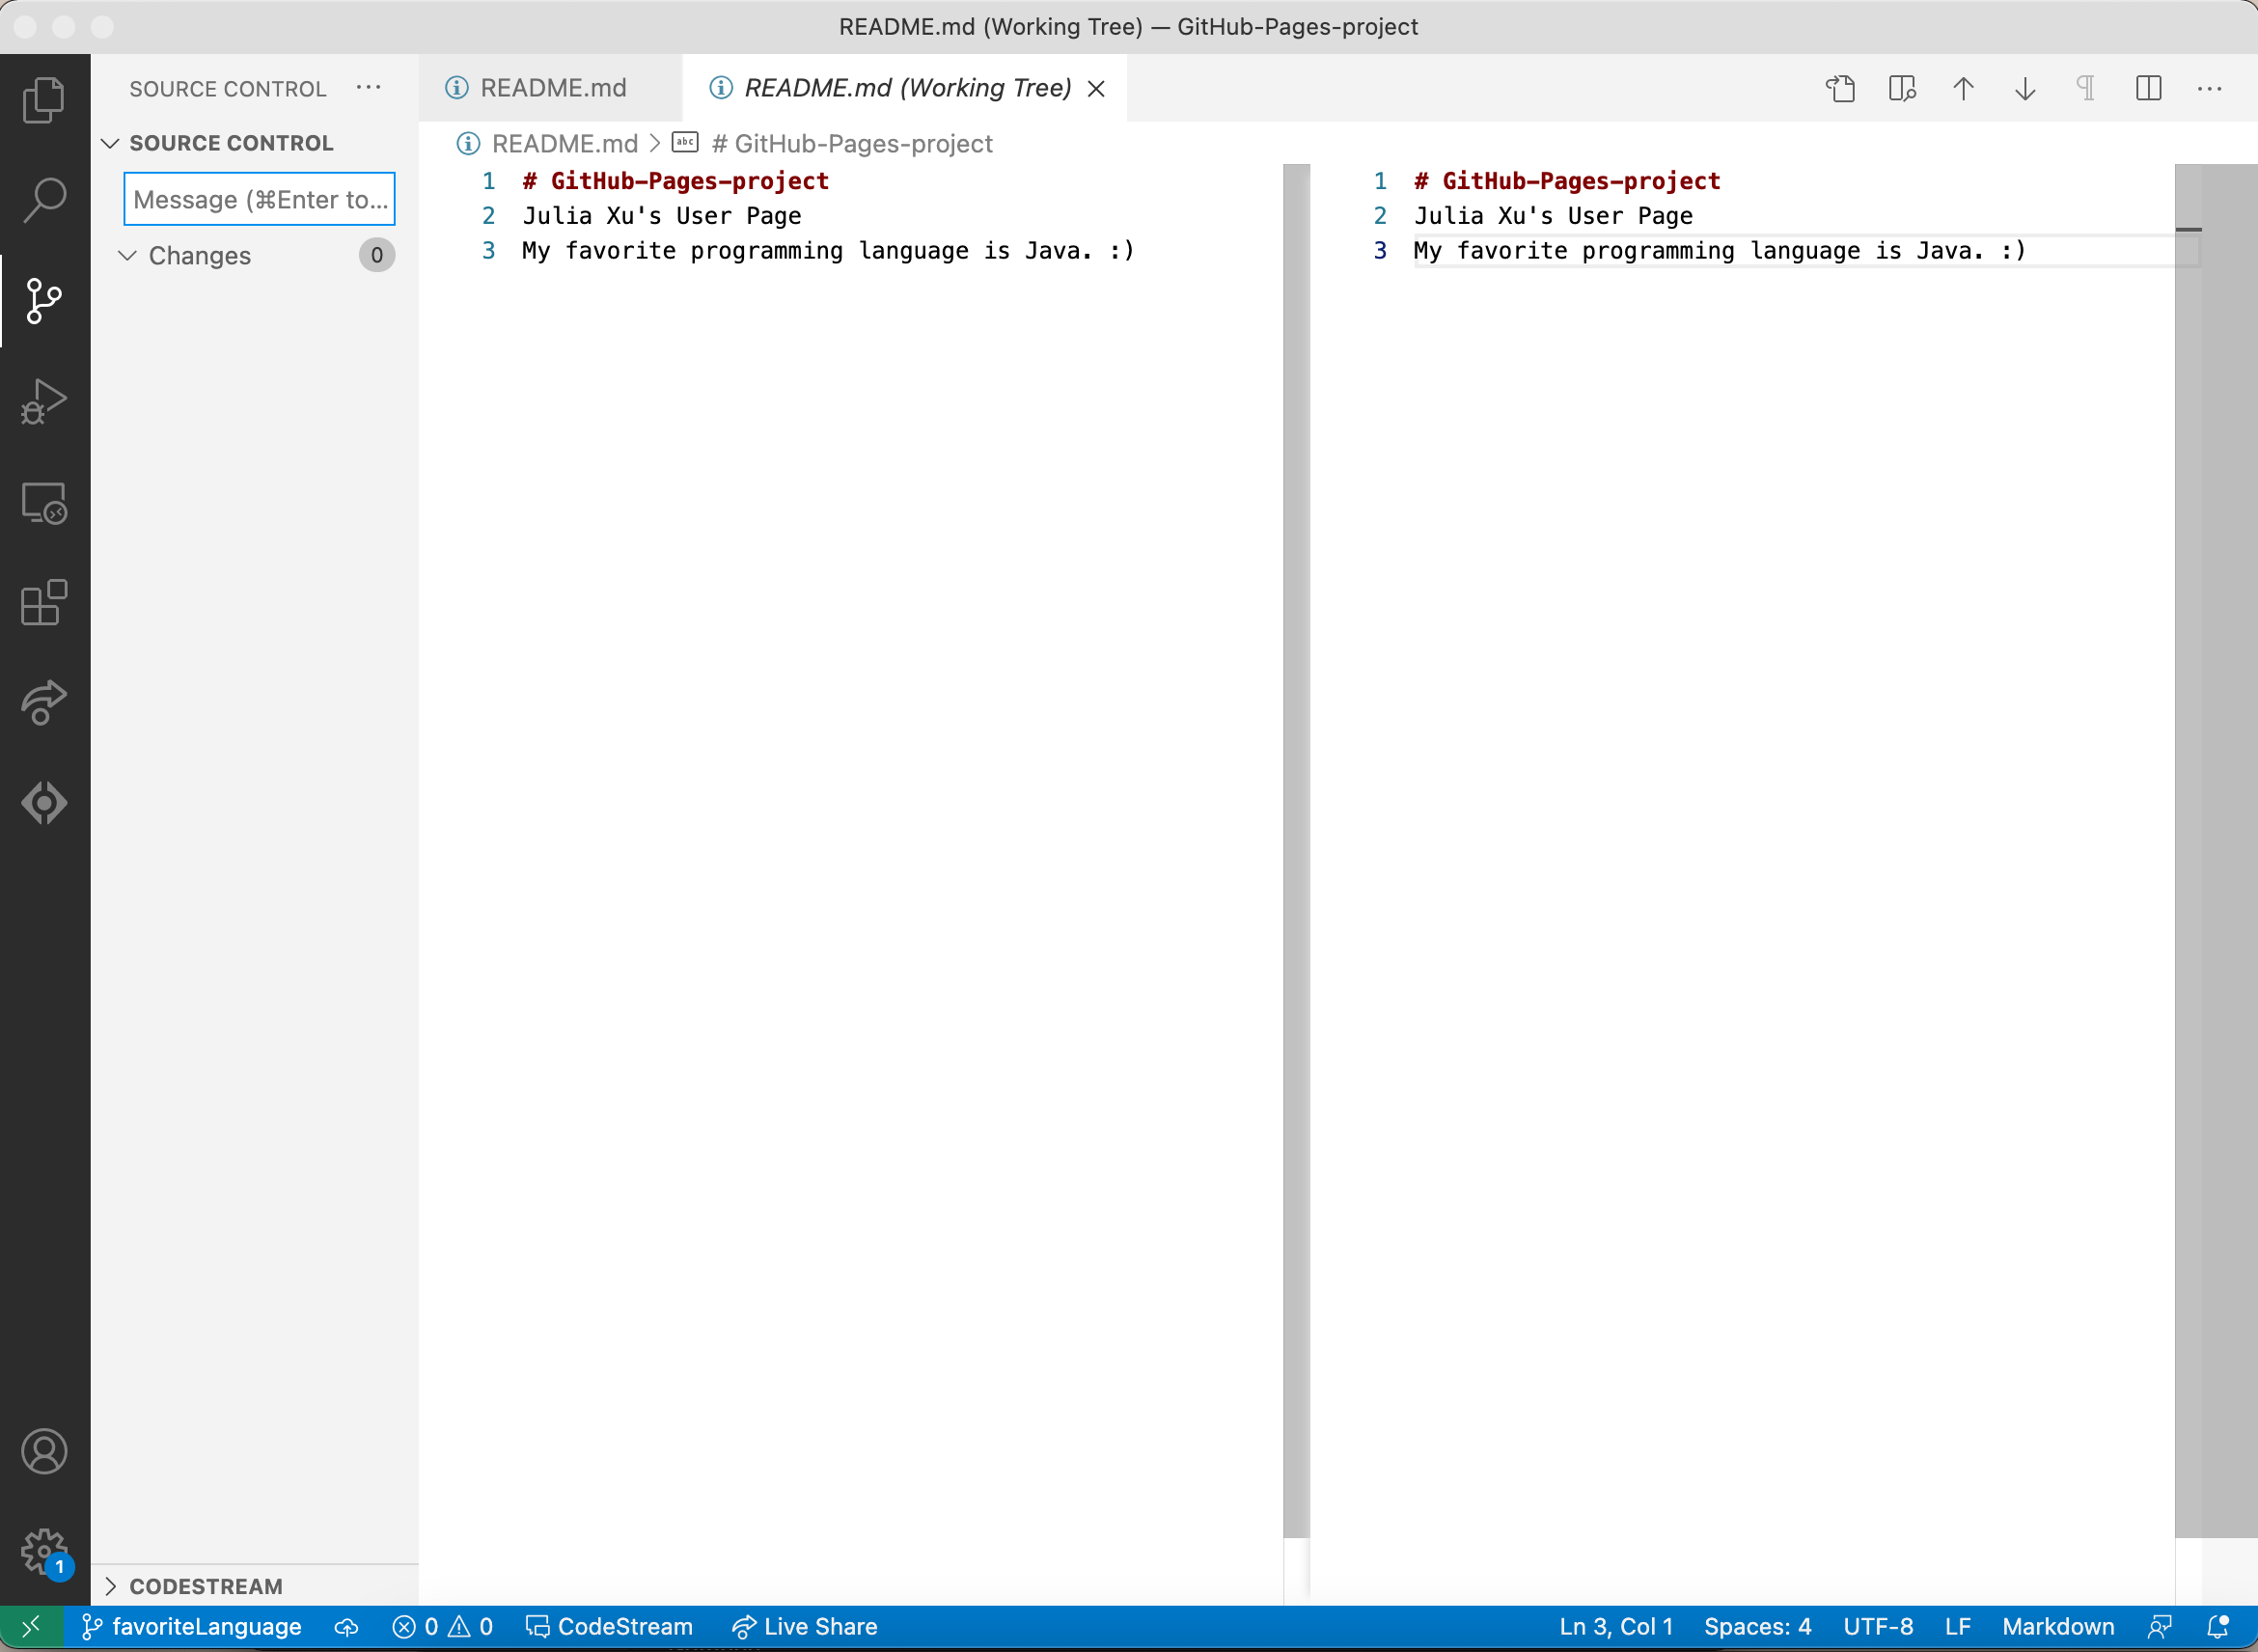 README.md (Working Tree) — GitHub-Pages-project
SOURCE CONTROL
README.md
README.md (Working Tree)
SOURCE CONTROL
README.md
abc
# GitHub-Pages-project
Message (⌘Enter to...
Changes
0
1 # GitHub-Pages-project
2 Julia Xu's User Page
3 My favorite programming language is Java. :)
1 # GitHub-Pages-project
2 Julia Xu's User Page
3 My favorite programming language is Java. :)
1
CODESTREAM
favoriteLanguage
0
0
CodeStream
Live Share
Ln 3, Col 1
Spaces: 4
UTF-8
LF
Markdown